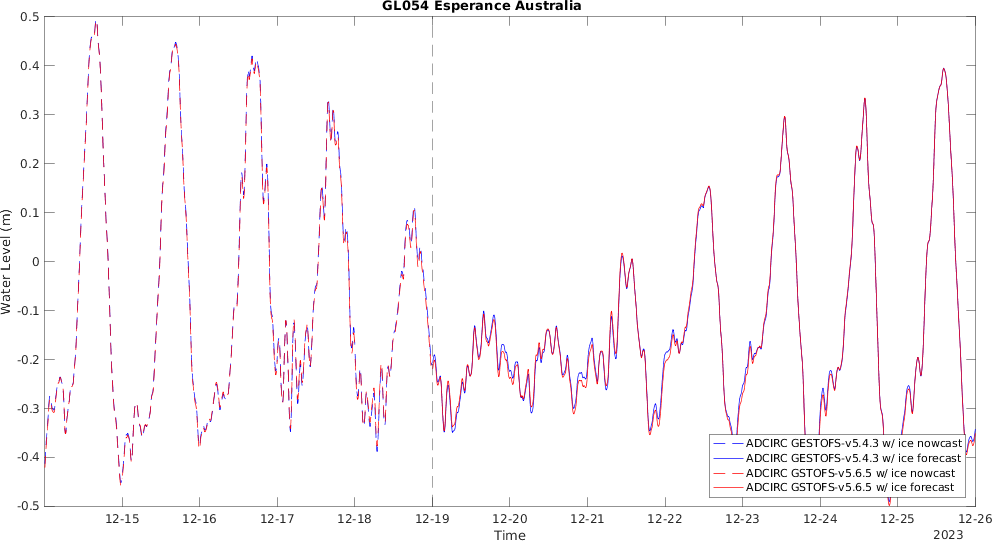 GL054 Esperance Australia
0.5
0.4
0.3
0.2
0.1
0
-0.1
-0.2
-0.3
-0.4
-0.5
Water Level (m)
ADCIRC GESTOFS-v5.4.3 w/ ice nowcast
ADCIRC GESTOFS-v5.4.3 w/ ice forecast
ADCIRC GSTOFS-v5.6.5 w/ ice nowcast
ADCIRC GSTOFS-v5.6.5 w/ ice forecast
12-15 12-16 12-17 12-18 12-19 12-20 12-21 12-22 12-23 12-24 12-25 12-26
Time
2023